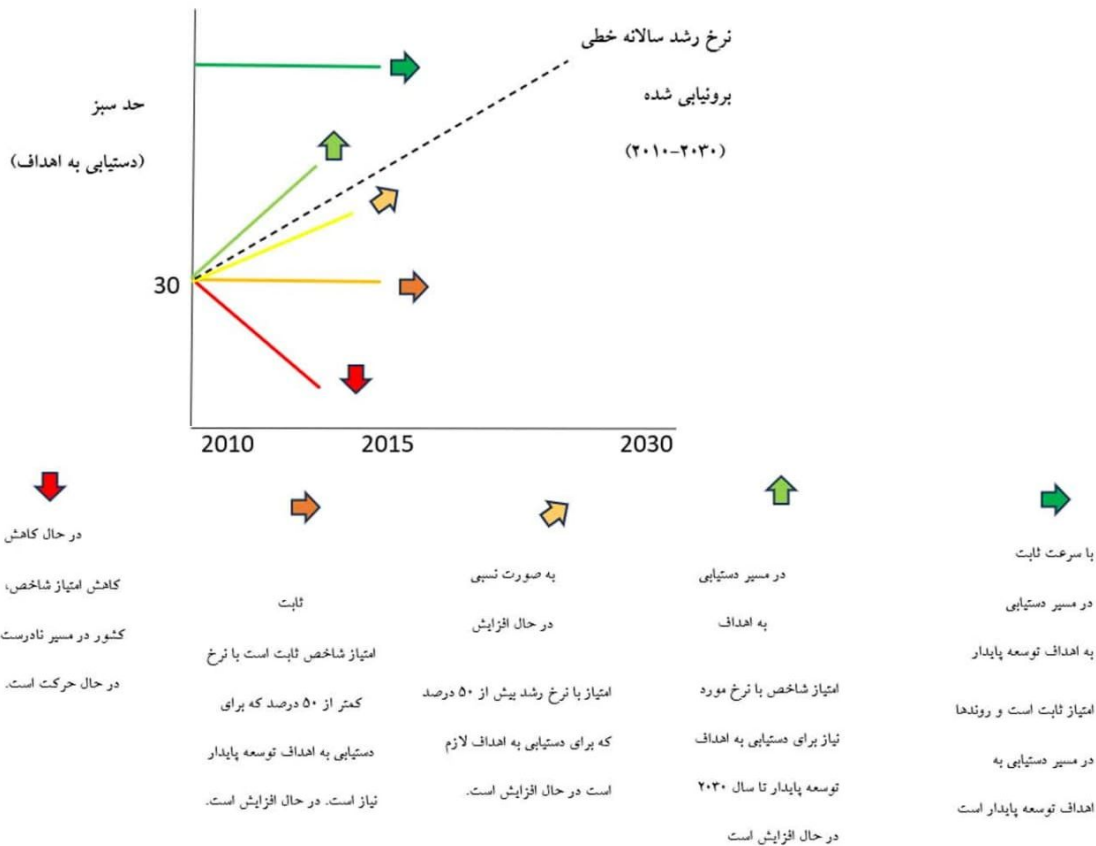 نرخ رشد سالانه خطی
برونیابی شده
(۲۰۱۰-۲۰۳۰)
حد سبز
(دستیابی به اهداف)
30
2010
2015
2030
با سرعت ثابت
در مسیر دستیابی
به اهداف توسعه پایدار
امتیاز ثابت است و روندها
در مسیر دستیابی به
اهداف توسعه پایدار است
در مسیر دستیابی
به اهداف
امتیاز شاخص با نرخ مورد
نیاز برای دستیابی به اهداف
توسعه پایدار تا سال ۲۰۳۰
در حال افزایش است
به صورت نسبی
در حال افزایش
امتیاز با نرخ رشد بیش از ۵۰ درصد
که برای دستیابی به اهداف لازم
است در حال افزایش است.
ثابت
امتیاز شاخص ثابت است با نرخ
کمتر از ۵۰ درصد که برای
دستیابی به اهداف توسعه پایدار
نیاز است. در حال افزایش است.
در حال کاهش
کاهش امتیاز شاخص،
کشور در مسیر نادرست
در حال حرکت است.